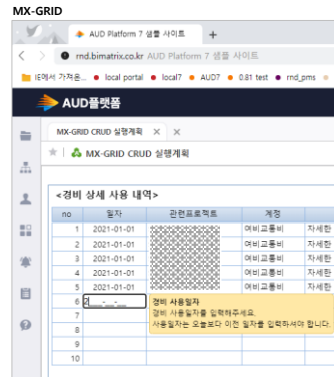 MX-GRID
AUD Platform 7 샘플 사이트
rnd.bimatrix.co.kr AUD Platform 7 샘플 사이트
IE에서 가져온... local portal local7 AUD7 0.81 test rnd_pms
AUD플랫폼
MX-GRID CRUD 실행계획
MX-GRID CRUD 실행계획
<경비 상세 사용 내역>
no 일자 관련프로젝트 계정
1 2021-01-01 여비교통비 자세한
2 2021-01-01 여비교통비 자세한
3 2021-01-01 여비교통비 자세한
4 2021-01-01 여비교통비 자세한
5 2021-01-01 여비교통비 자세한
6 2___-__-__ 경비 사용일자
경비 사용일자를 입력해주세요.
7 사용일자는 오늘보다 이전 일자를 입력하셔야 합니다.
8
9
10